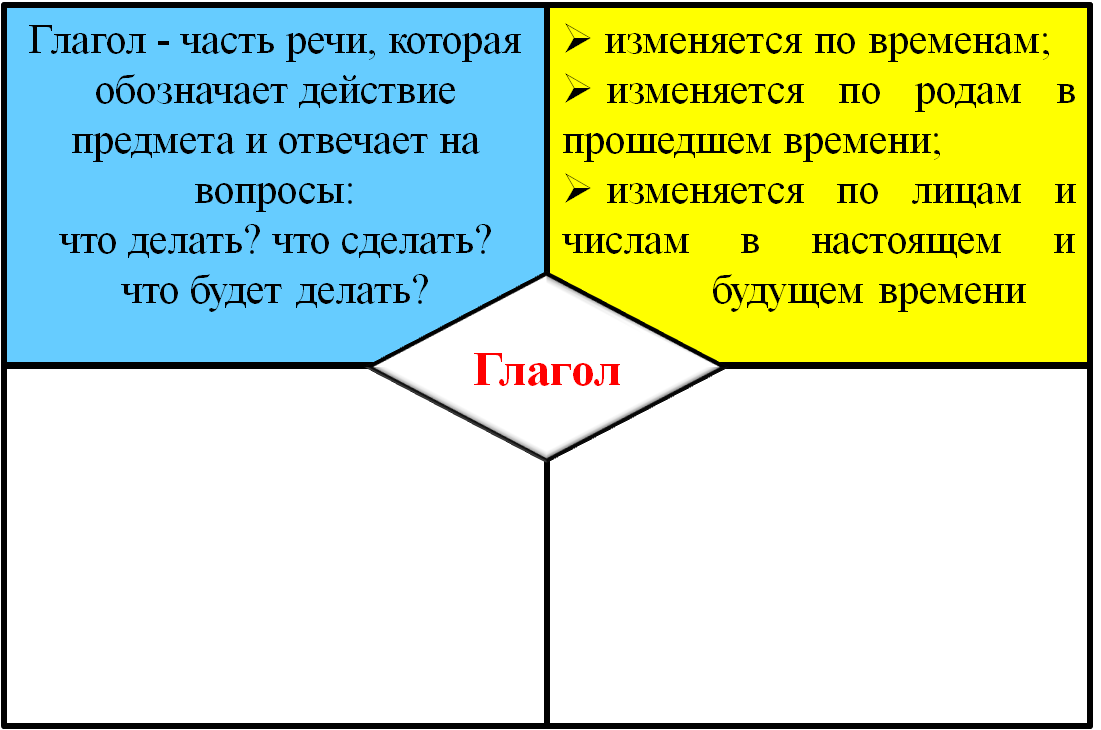 Глагол - часть речи, которая
обозначает действие
предмета и отвечает на
вопросы:
что делать? что сделать?
что будет делать?
➢ изменяется по временам;
➢ изменяется по родам в
прошедшем времени;
➢ изменяется по лицам и
числам в настоящем и
будущем времени
Глагол